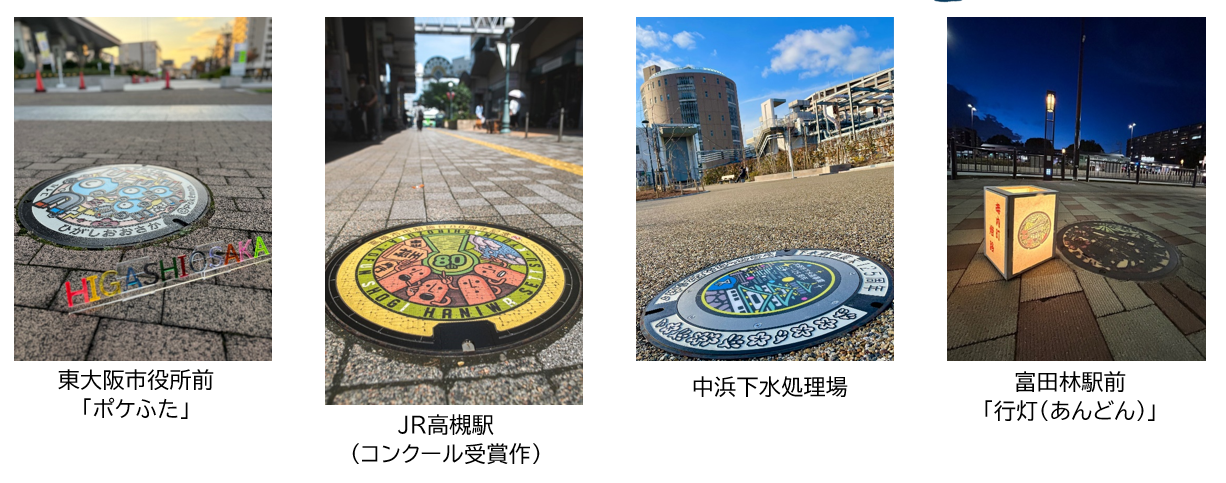 ひがしおおさか
HIGASHIOSAKA
80
HANIWA
東大阪市役所前
「ポケふた」
JR高槻駅
（コンクール受賞作）
中浜下水処理場
富田林駅前
「行灯（あんどん）」